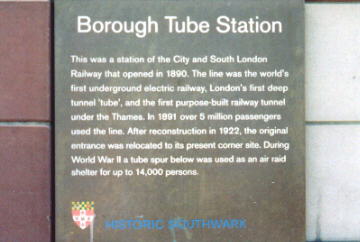 Borough Tube Station
This was a station of the City and South London
Railway that opened in 1890. The line was the world's
first underground electric railway, London's first deep
tunnel 'tube', and the first purpose-built railway tunnel
under the Thames. In 1891 over 5 million passengers
used the line. After reconstruction in 1922, the original
entrance was relocated to its present corner site. During
World War II a tube spur below was used as an air raid
shelter for up to 14,000 persons.
HISTORIC SOUTHWARK